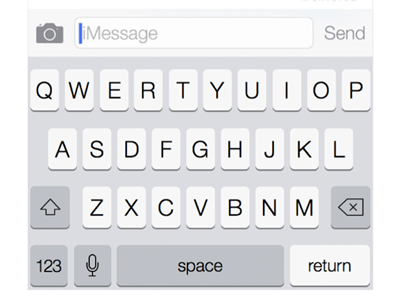 iMessage Send
Q W E R T Y U I O P
A S D F G H J K L
Z X C V B N M
123 space return